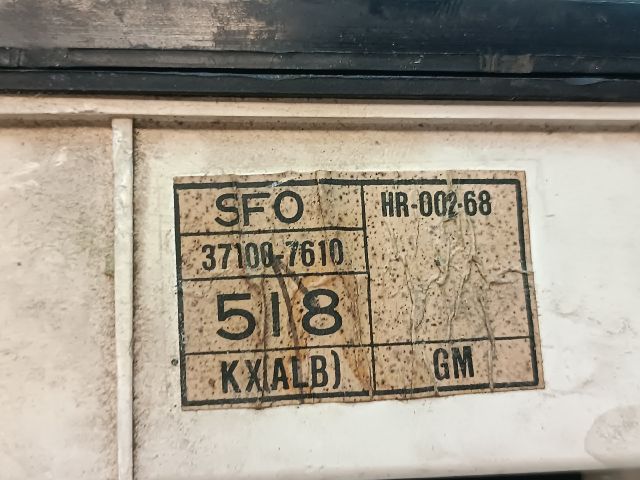 SFO
HR-002-68
37100-7610
518
KX(ALB)
GM